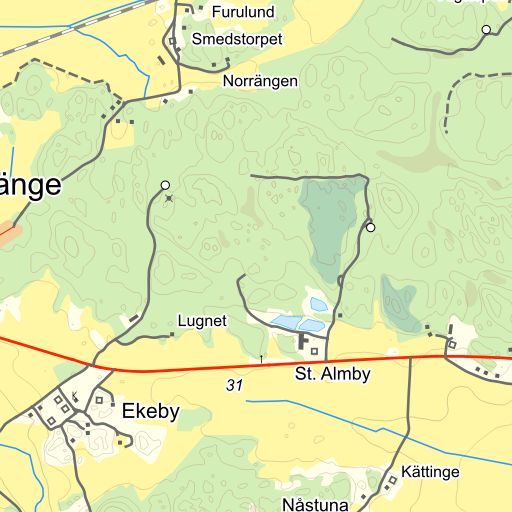 Furulund
Smedstorpet
Norrängen
änge
Lugnet
St. Almby
31
Ekeby
Kättinge
Nåstuna